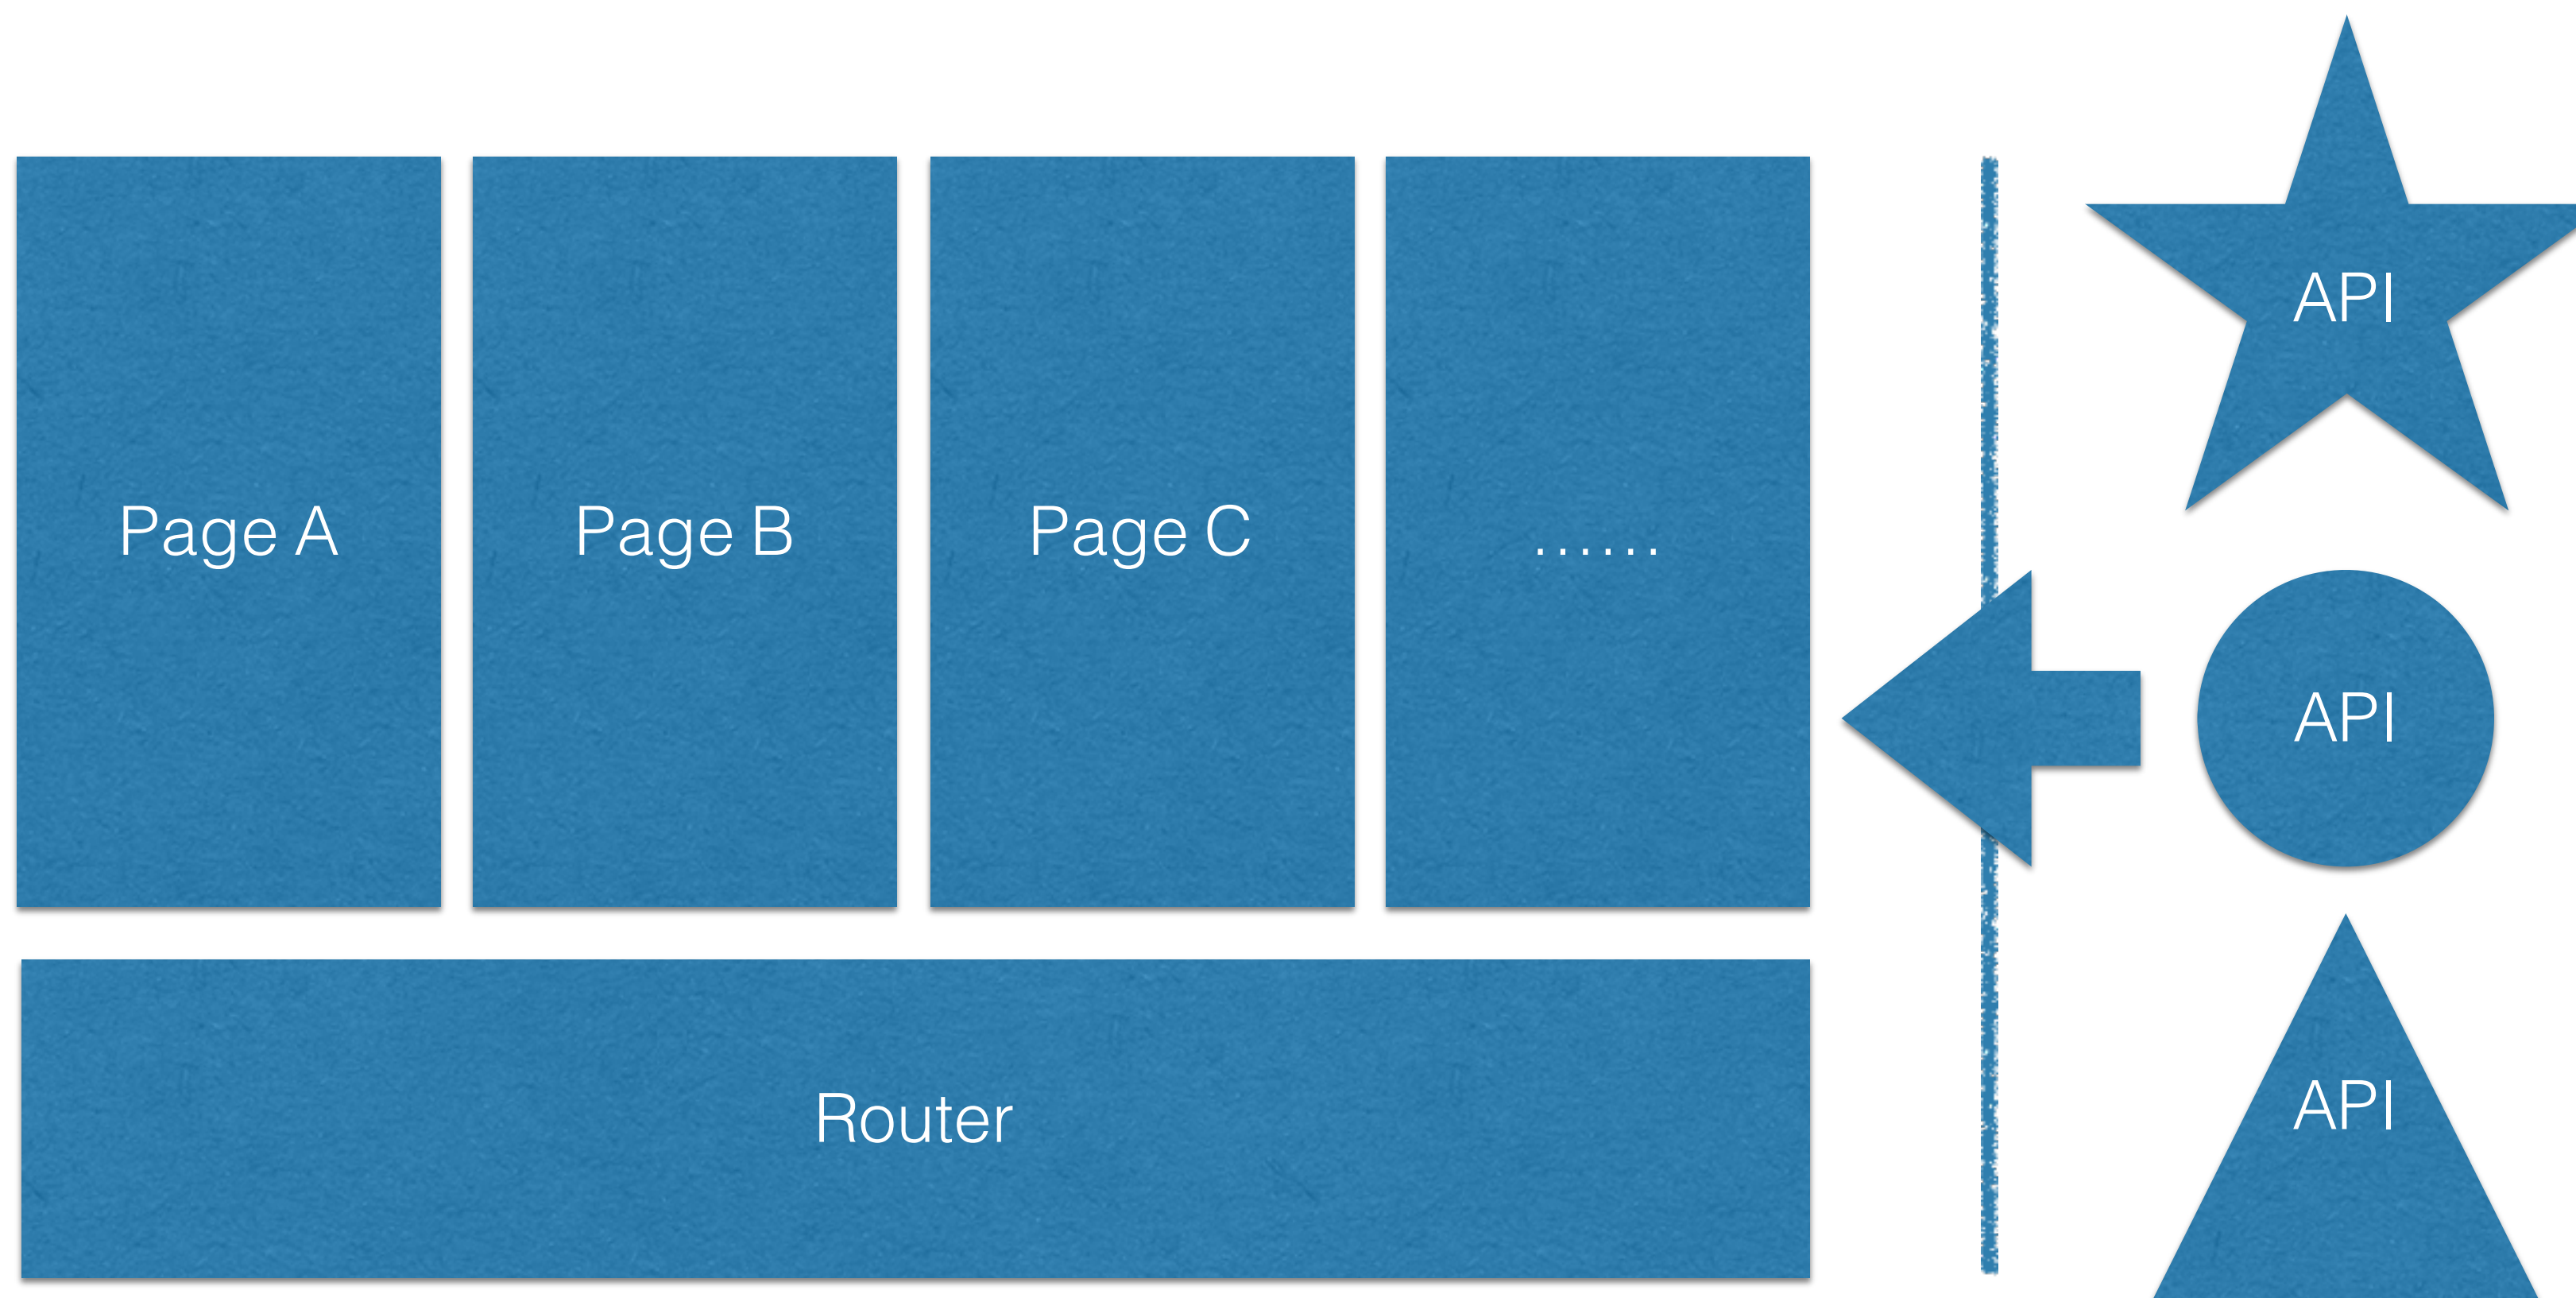 Page A
Page B
Page C
......
Router
API
API
API